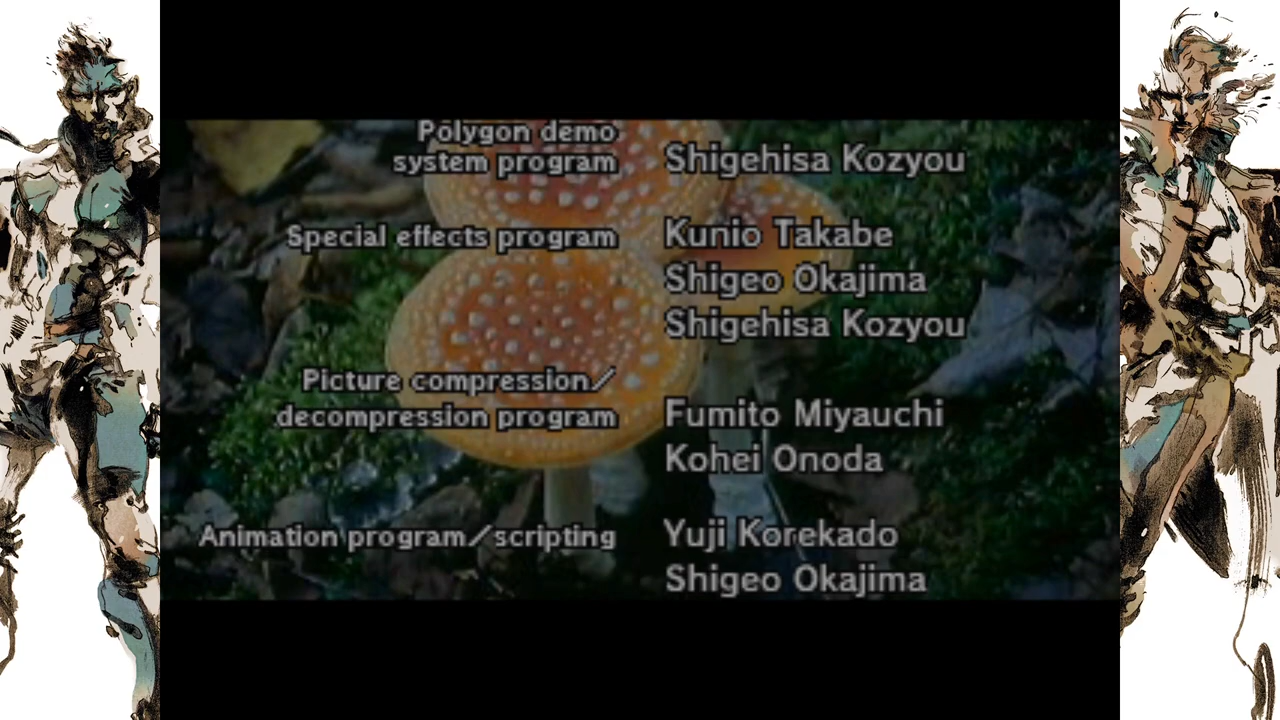 Polygon demo
system program
Shigehisa Kozyou
Special effects program
Kunio Takabe
Shigeo Okajima
Shigehisa Kozyou
Picture compression/
decompression program
Fumito Miyauchi
Kohei Onoda
Animation program/scripting
Yuji Korekado
Shigeo Okajima